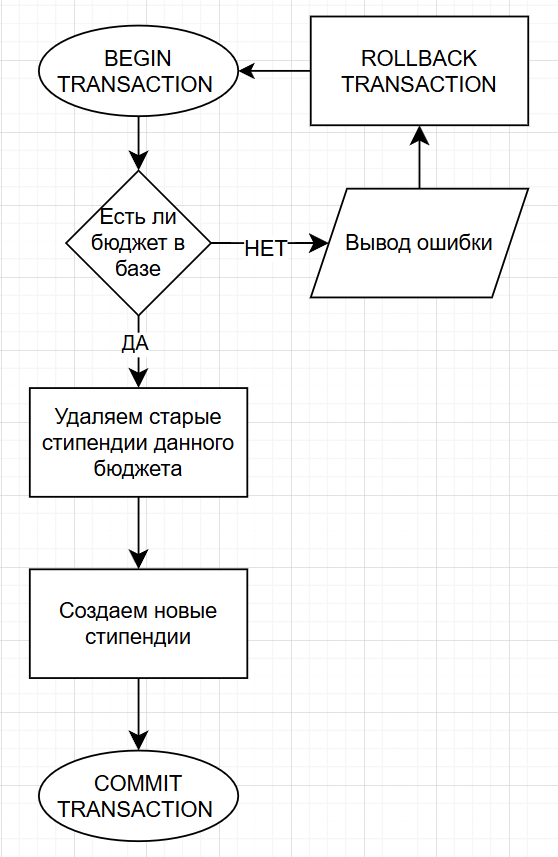 BEGIN
TRANSACTION
ROLLBACK
TRANSACTION
Есть ли
бюджет в
базе
НЕТ
Вывод ошибки
ДА
Удаляем старые
стипендии данного
бюджета
Создаем новые
стипендии
COMMIT
TRANSACTION